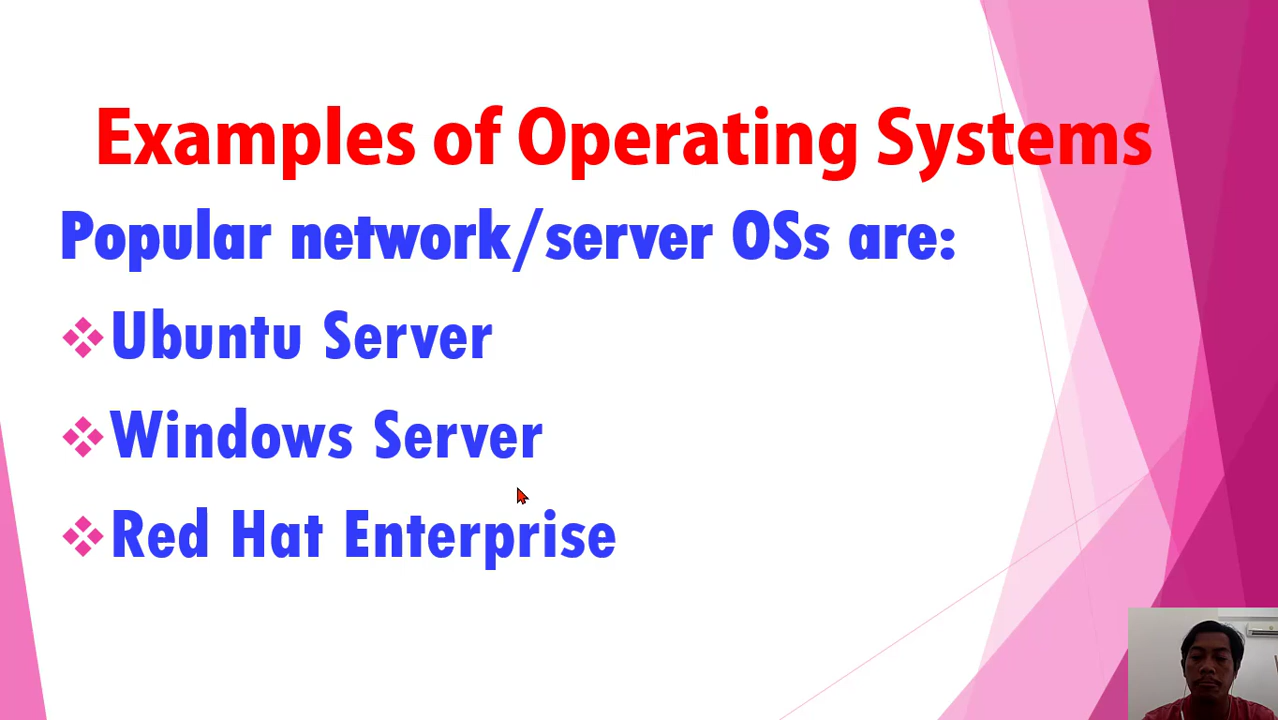 Examples of Operating Systems
Popular network/server OSs are:
Ubuntu Server
Windows Server
Red Hat Enterprise